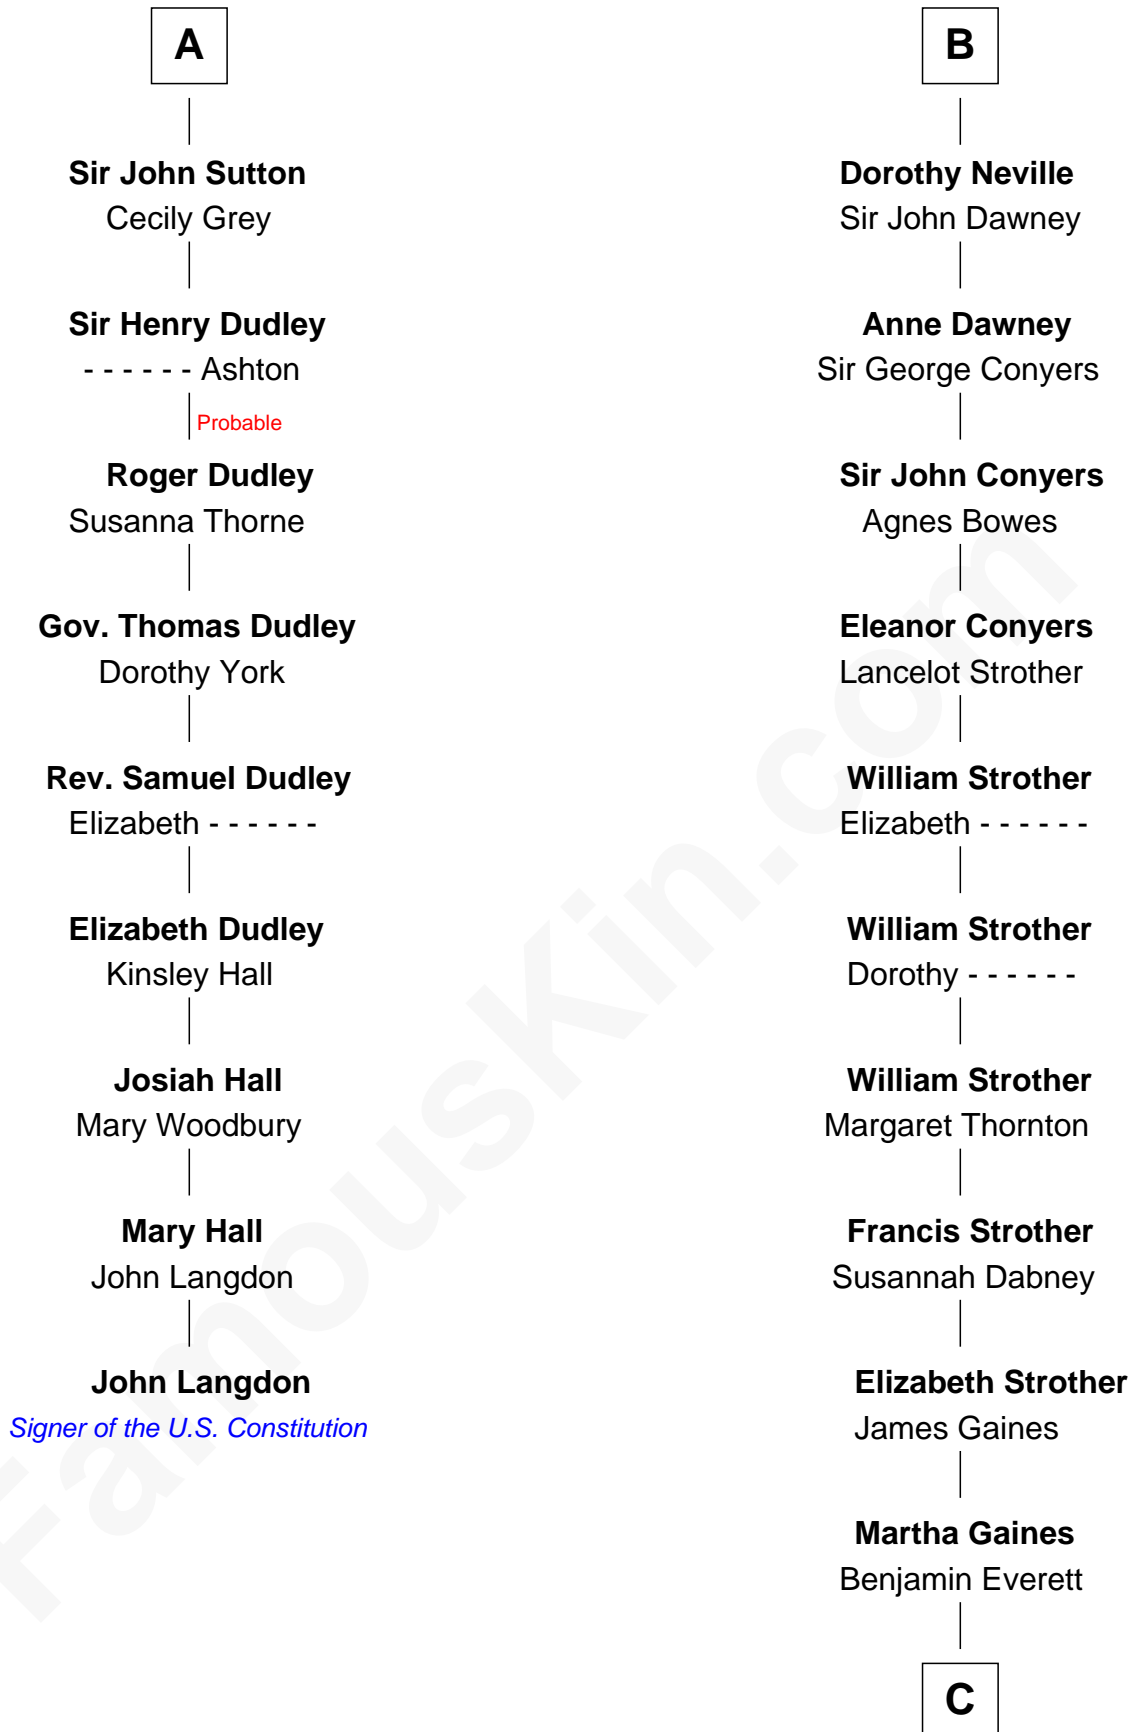 A
Sir John Sutton
Cecily Grey
Sir Henry Dudley
- - - - - - Ashton
Probable
Roger Dudley
Susanna Thorne
Gov. Thomas Dudley
Dorothy York
Rev. Samuel Dudley
Elizabeth - - - - - -
Elizabeth Dudley
Kinsley Hall
Josiah Hall
Mary Woodbury
Mary Hall
John Langdon
John Langdon
Signer of the U.S. Constitution
B
Dorothy Neville
Sir John Dawney
Anne Dawney
Sir George Conyers
Sir John Conyers
Agnes Bowes
Eleanor Conyers
Lancelot Strother
William Strother
Elizabeth - - - - - -
William Strother
Dorothy - - - - - -
William Strother
Margaret Thornton
Francis Strother
Susannah Dabney
Elizabeth Strother
James Gaines
Martha Gaines
Benjamin Everett
C
FamousKin.com